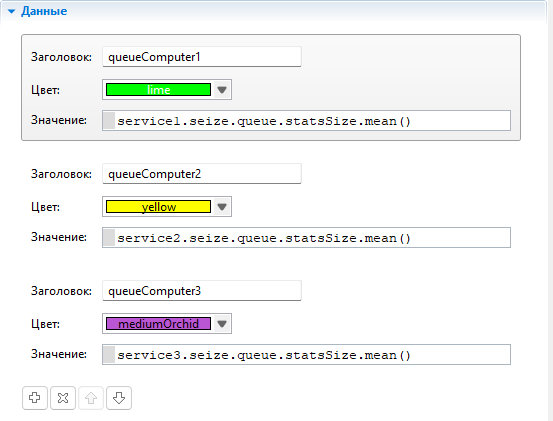 Данные
Заголовок: queueComputer1
Цвет: lime
Значение: service1.seize.queue.statsSize.mean()
Заголовок: queueComputer2
Цвет: yellow
Значение: service2.seize.queue.statsSize.mean()
Заголовок: queueComputer3
Цвет: mediumOrchid
Значение: service3.seize.queue.statsSize.mean()